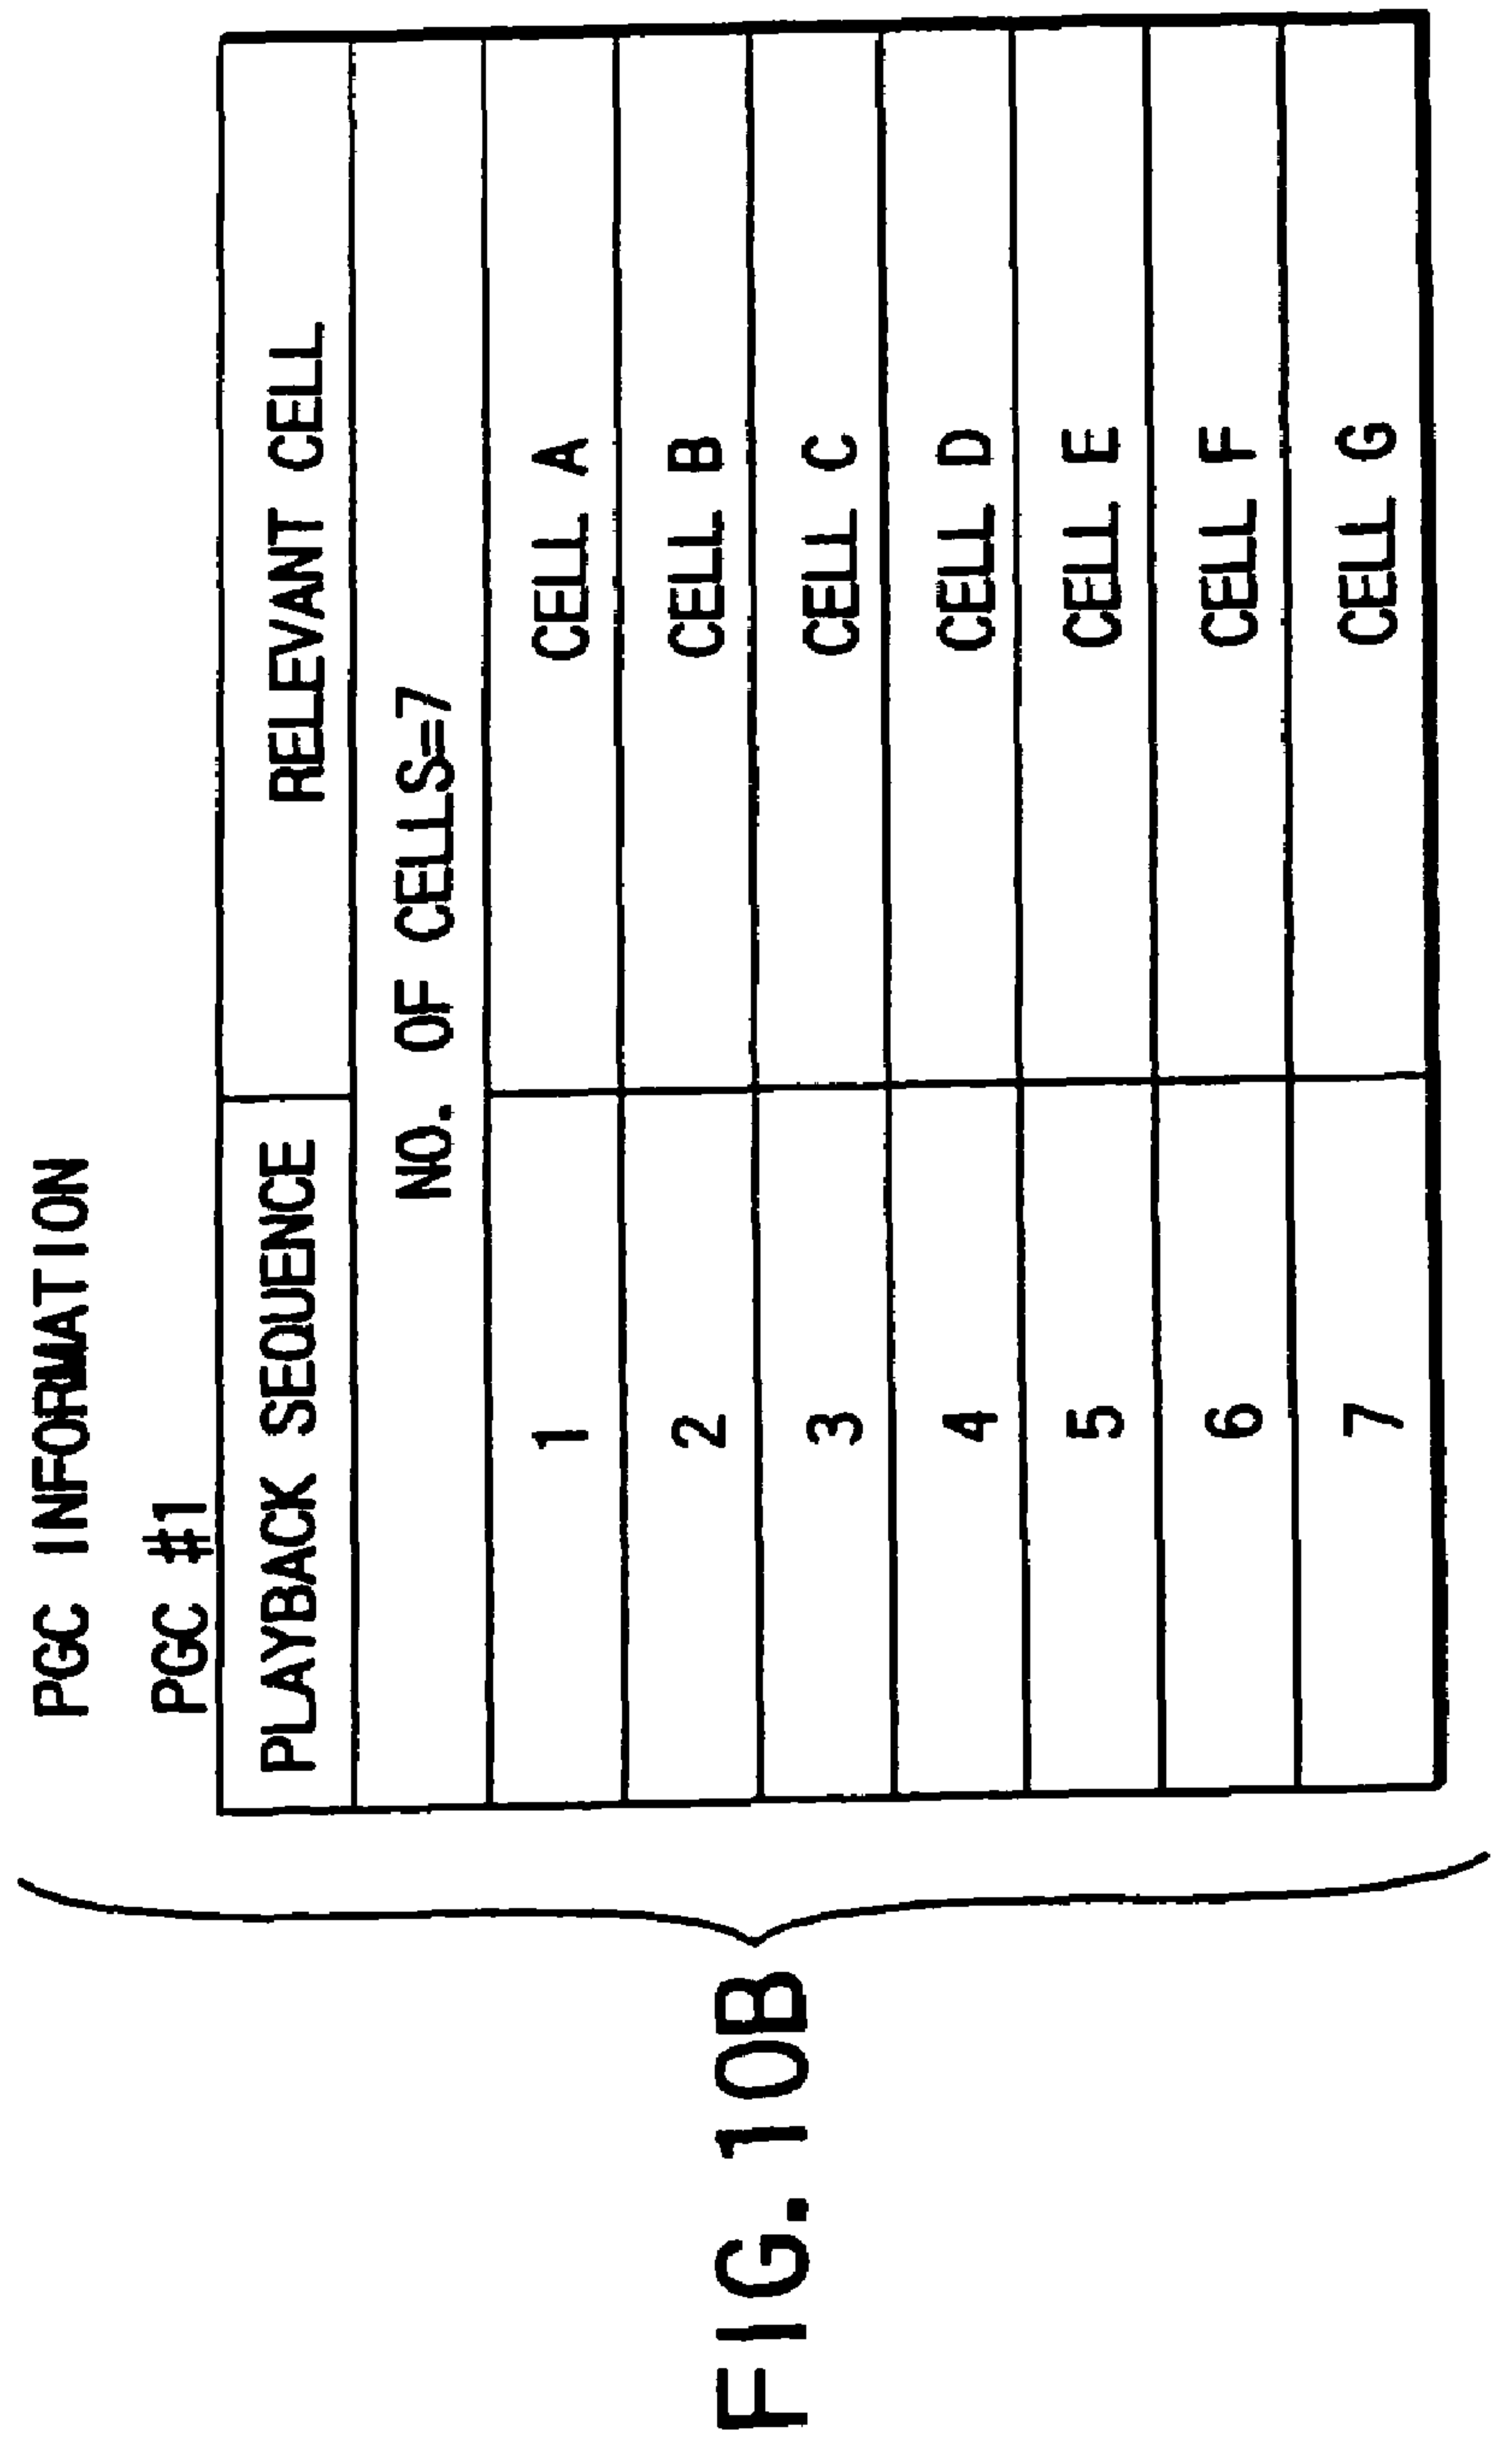 PGC INFORMATION
PGC #1
PLAYBACK SEQUENCE RELEVANT CELL
NO. OF CELLS=7
1 CELL A
2 CELL B
3 CELL C
4 CELL D
5 CELL E
6 CELL F
7 CELL G
FIG. 10B